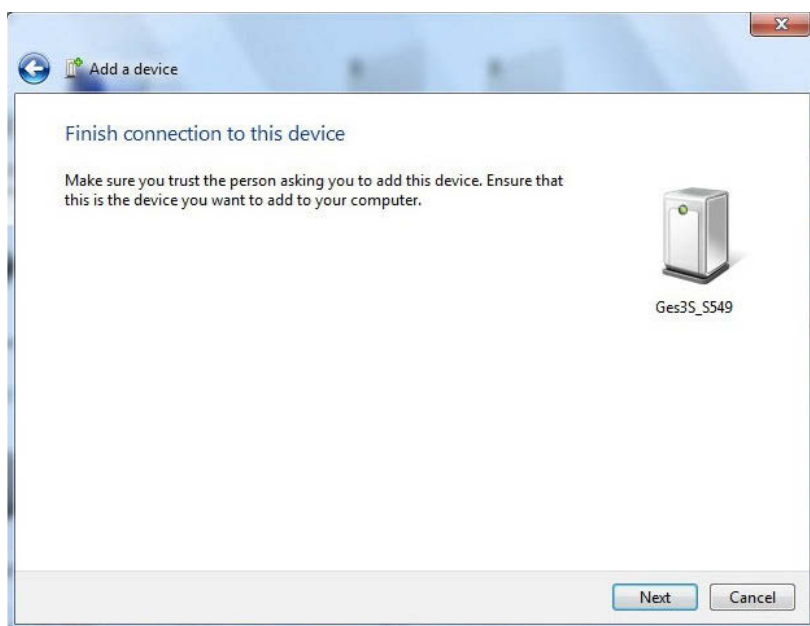 Add a device
Finish connection to this device
Make sure you trust the person asking you to add this device. Ensure that
this is the device you want to add to your computer.
Ges3S_S549
Next
Cancel